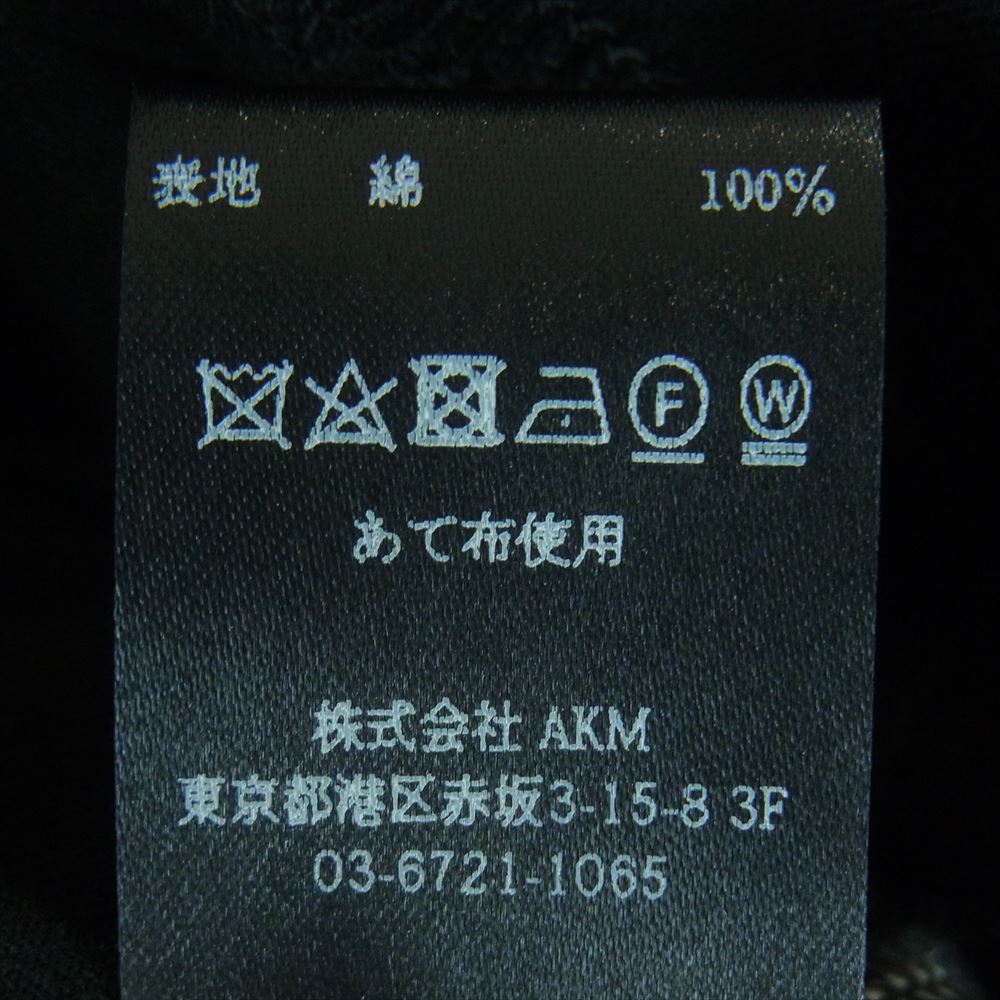 表地 綿 100%
F W
あて布使用
株式会社 AKM
東京都港区赤坂3-15-8 3F
03-6721-1065